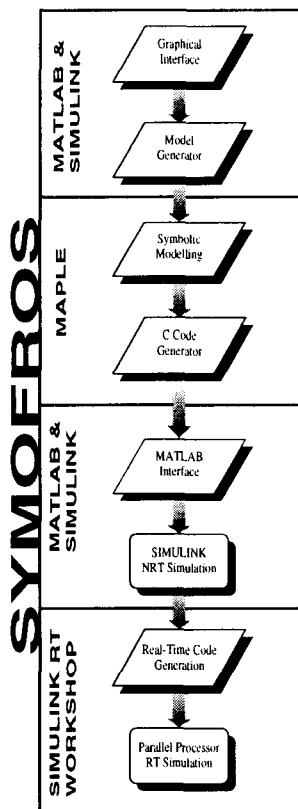 SYMOFROS
MATLAB &
SIMULINK
Graphical
Interface
Model
Generator
MAPLE
Symbolic
Modelling
C Code
Generator
MATLAB &
SIMULINK
MATLAB
Interface
SIMULINK
NRT Simulation
SIMULINK RT
WORKSHOP
Real-Time Code
Generation
Parallel Processor
RT Simulation